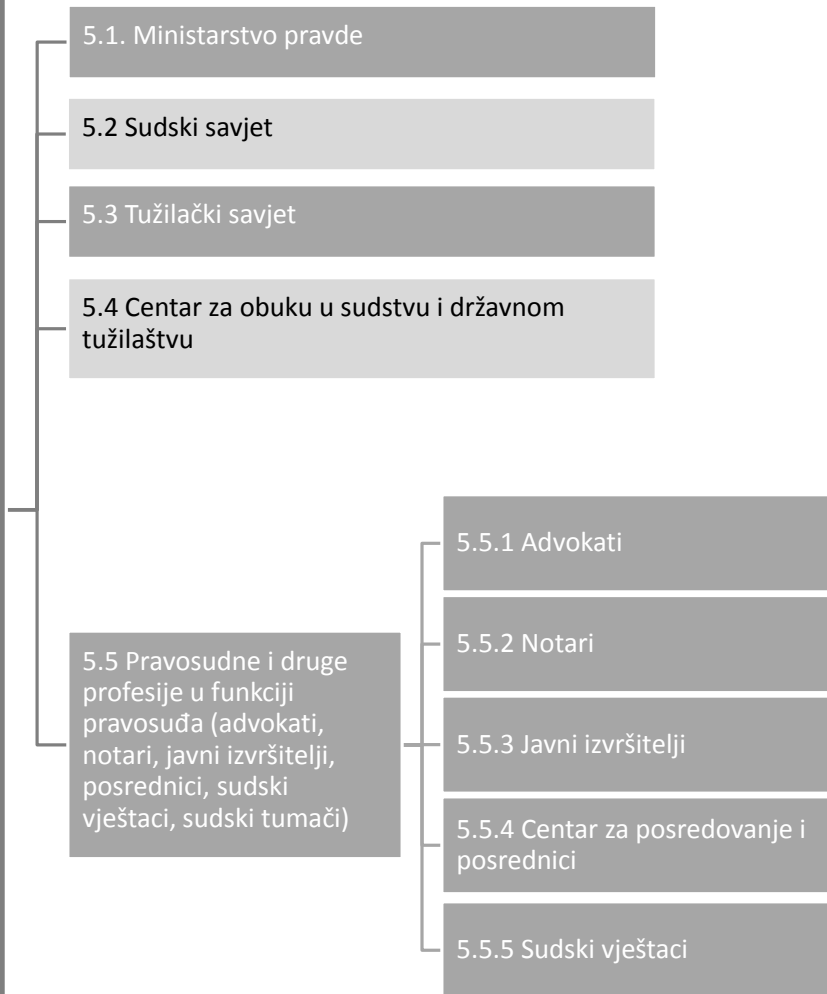 5.1. Ministarstvo pravde
5.2 Sudski savjet
5.3 Tužilački savjet
5.4 Centar za obuku u sudstvu i državnom
tužilaštvu
5.5 Pravosudne i druge
profesije u funkciji
pravosuđa (advokati,
notari, javni izvršitelji,
posrednici, sudski
vještaci, sudski tumači)
5.5.1 Advokati
5.5.2 Notari
5.5.3 Javni izvršitelji
5.5.4 Centar za posredovanje i
posrednici
5.5.5 Sudski vještaci